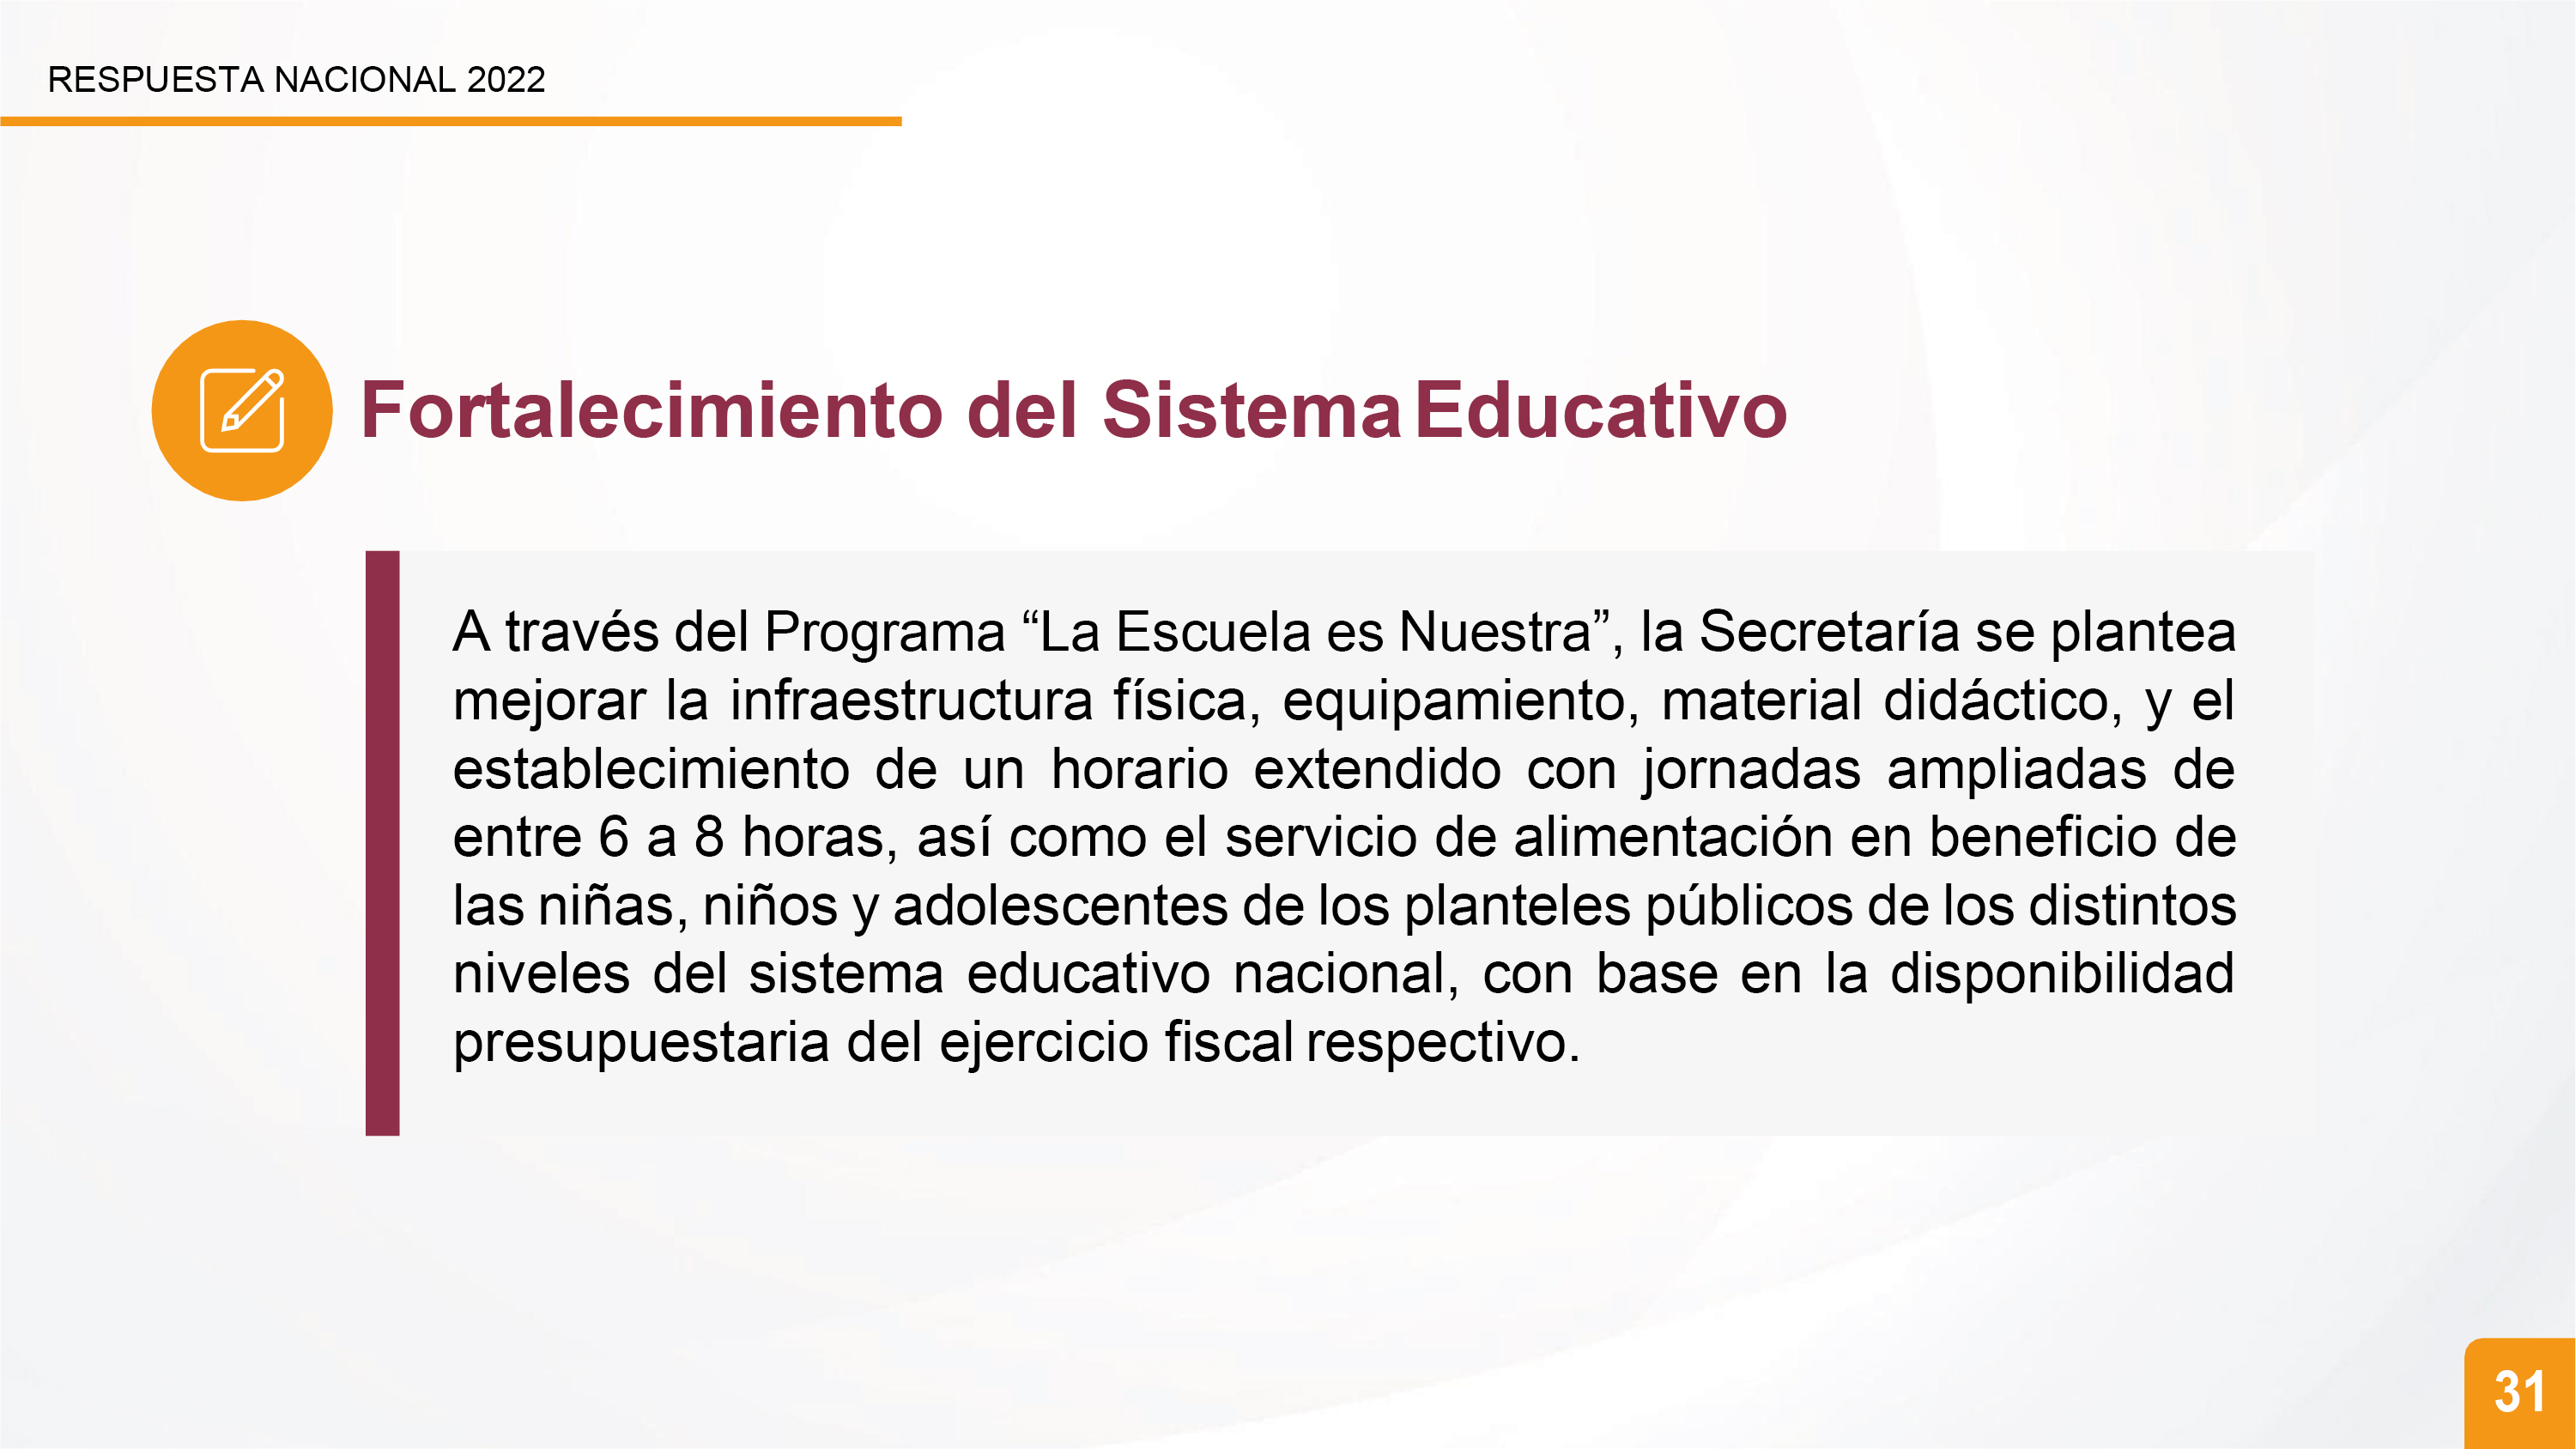 RESPUESTA NACIONAL 2022
Fortalecimiento del Sistema Educativo
A través del Programa “La Escuela es Nuestra”, la Secretaría se plantea
mejorar la infraestructura física, equipamiento, material didáctico, y el
establecimiento de un horario extendido con jornadas ampliadas de
entre 6 a 8 horas, así como el servicio de alimentación en beneficio de
las niñas, niños y adolescentes de los planteles públicos de los distintos
niveles del sistema educativo nacional, con base en la disponibilidad
presupuestaria del ejercicio fiscal respectivo.
31